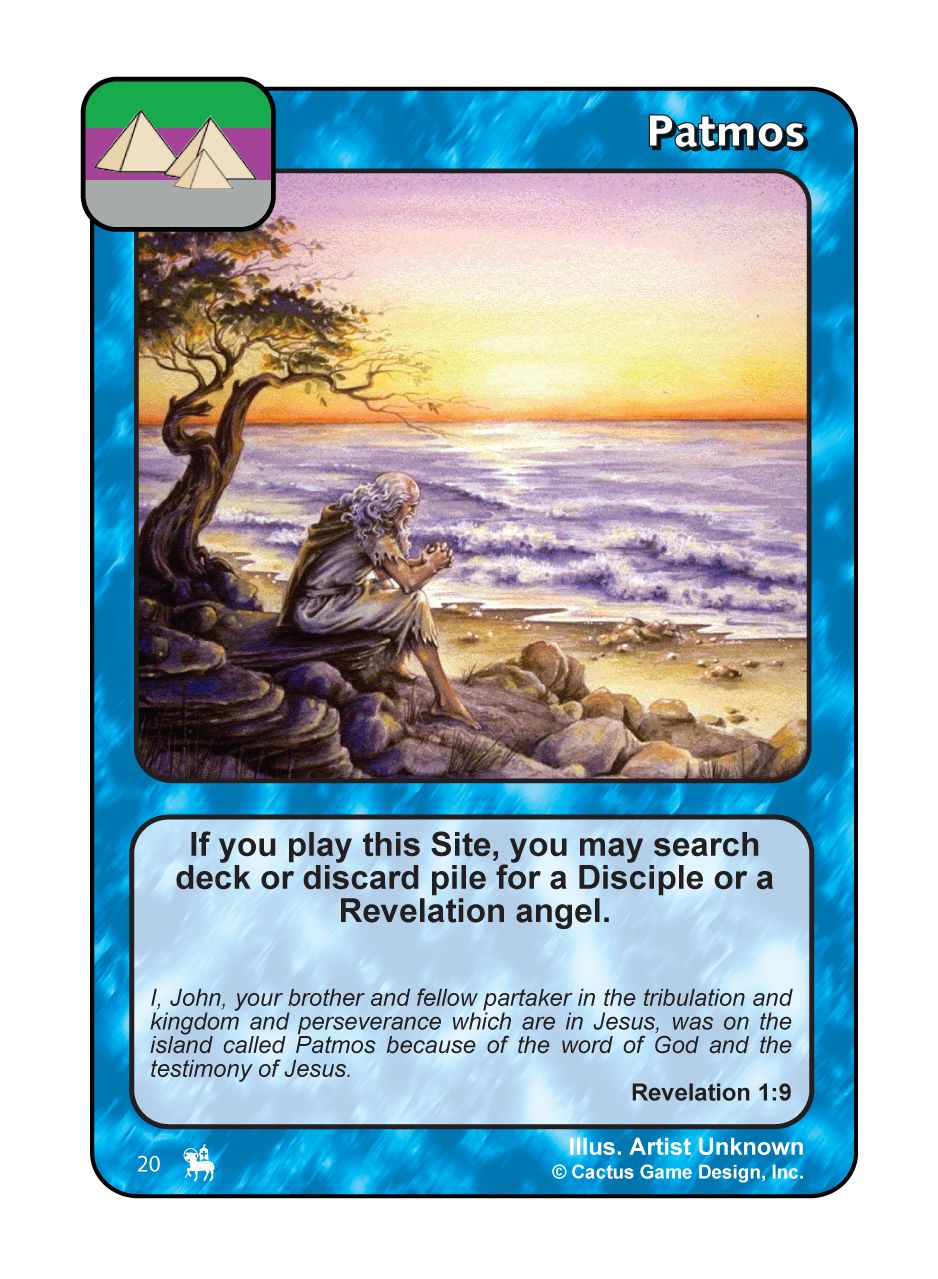 Patmos
If you play this Site, you may search
deck or discard pile for a Disciple or a
Revelation angel.
I, John, your brother and fellow partaker in the tribulation and
kingdom and perseverance which are in Jesus, was on the
island called Patmos because of the word of God and the
testimony of Jesus.
Revelation 1:9
20
Illus. Artist Unknown
© Cactus Game Design, Inc.